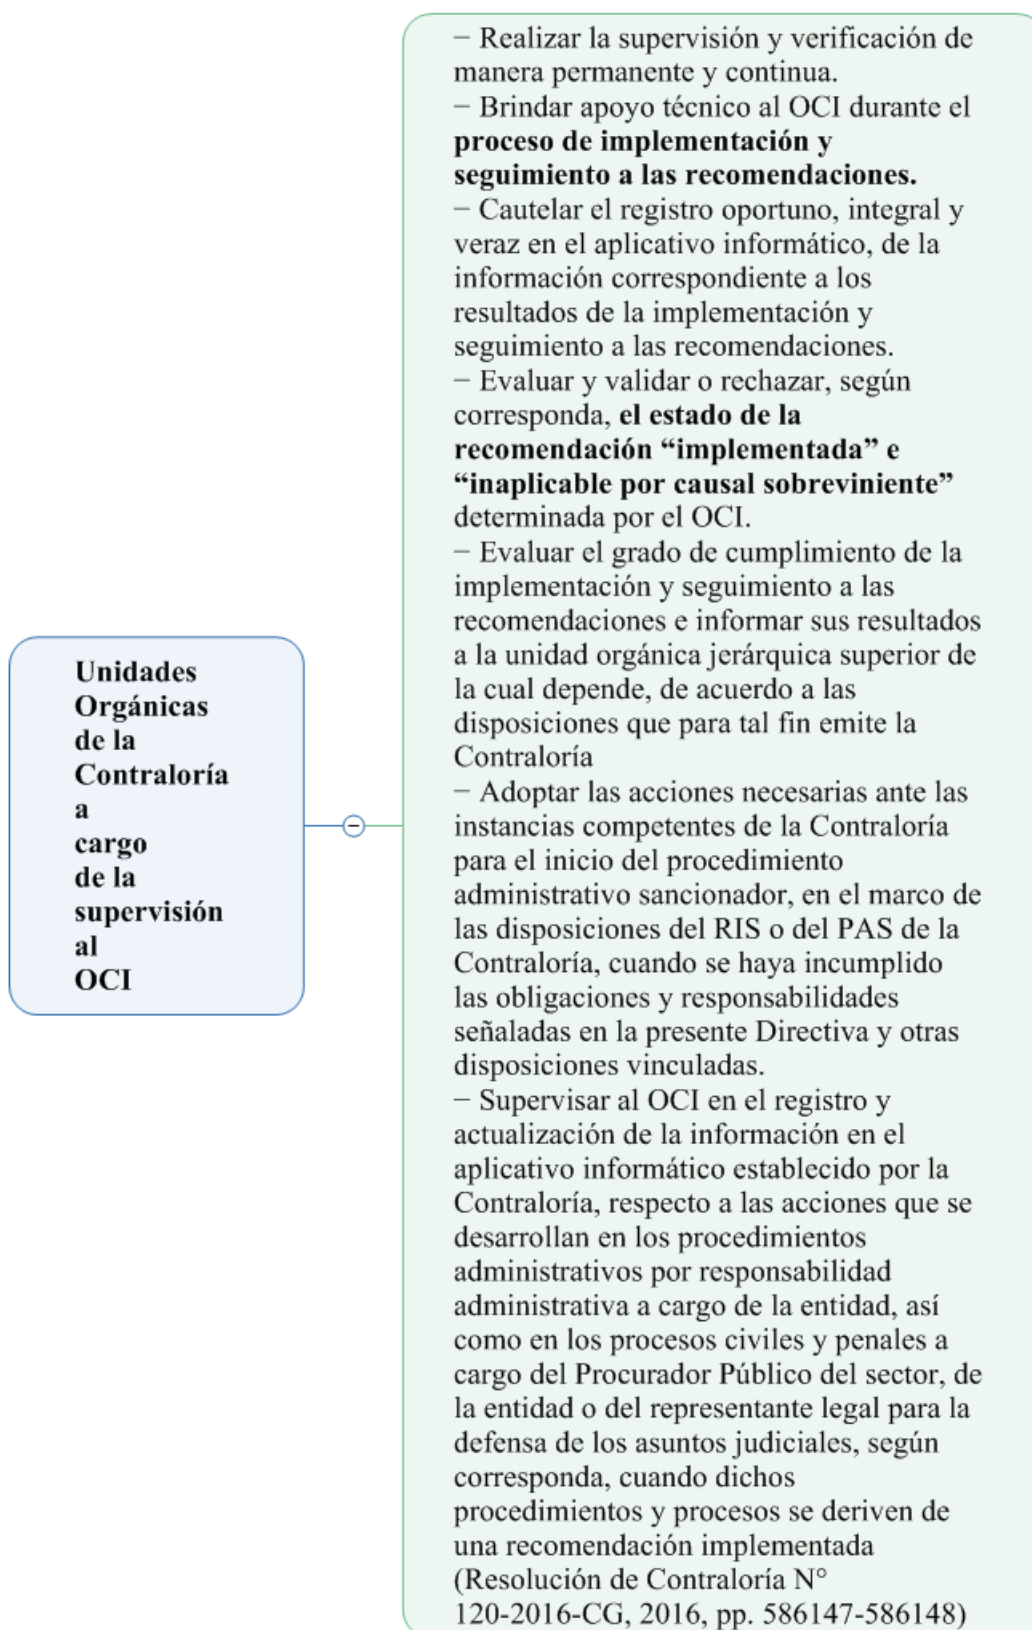 − Realizar la supervisión y verificación de
manera permanente y continua.
− Brindar apoyo técnico al OCI durante el
proceso de implementación y
seguimiento a las recomendaciones.
− Cautelar el registro oportuno, integral y
veraz en el aplicativo informático, de la
información correspondiente a los
resultados de la implementación y
seguimiento a las recomendaciones.
− Evaluar y validar o rechazar, según
corresponda, el estado de la
recomendación “implementada” e
“inaplicable por causal sobreviniente”
determinada por el OCI.
− Evaluar el grado de cumplimiento de la
implementación y seguimiento a las
recomendaciones e informar sus resultados
a la unidad orgánica jerárquica superior de
la cual depende, de acuerdo a las
disposiciones que para tal fin emite la
Contraloría
− Adoptar las acciones necesarias ante las
instancias competentes de la Contraloría
para el inicio del procedimiento
administrativo sancionador, en el marco de
las disposiciones del RIS o del PAS de la
Contraloría, cuando se haya incumplido
las obligaciones y responsabilidades
señaladas en la presente Directiva y otras
disposiciones vinculadas.
− Supervisar al OCI en el registro y
actualización de la información en el
aplicativo informático establecido por la
Contraloría, respecto a las acciones que se
desarrollan en los procedimientos
administrativos por responsabilidad
administrativa a cargo de la entidad, así
como en los procesos civiles y penales a
cargo del Procurador Público del sector, de
la entidad o del representante legal para la
defensa de los asuntos judiciales, según
corresponda, cuando dichos
procedimientos y procesos se deriven de
una recomendación implementada
(Resolución de Contraloría N°
120-2016-CG, 2016, pp. 586147-586148)
Unidades
Orgánicas
de la
Contraloría
a
cargo
de la
supervisión
al
OCI